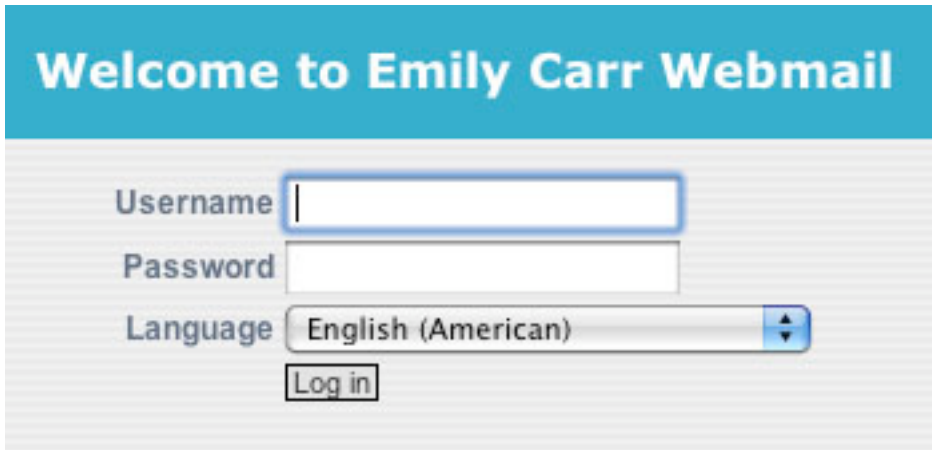 Welcome to Emily Carr Webmail
Username
Password
Language English (American)
Log in